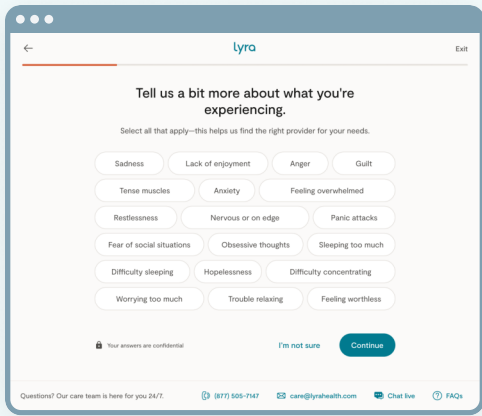 lyra
Exit
Tell us a bit more about what you're
experiencing.
Select all that apply—this helps us find the right provider for your needs.
Sadness Lack of enjoyment Anger Guilt
Tense muscles Anxiety Feeling overwhelmed
Restlessness Nervous or on edge Panic attacks
Fear of social situations Obsessive thoughts Sleeping too much
Difficulty sleeping Hopelessness Difficulty concentrating
Worrying too much Trouble relaxing Feeling worthless
Your answers are confidential I'm not sure Continue
Questions? Our care team is here for you 24/7. (877) 505-7147 care@lyrahealth.com Chat live FAQs